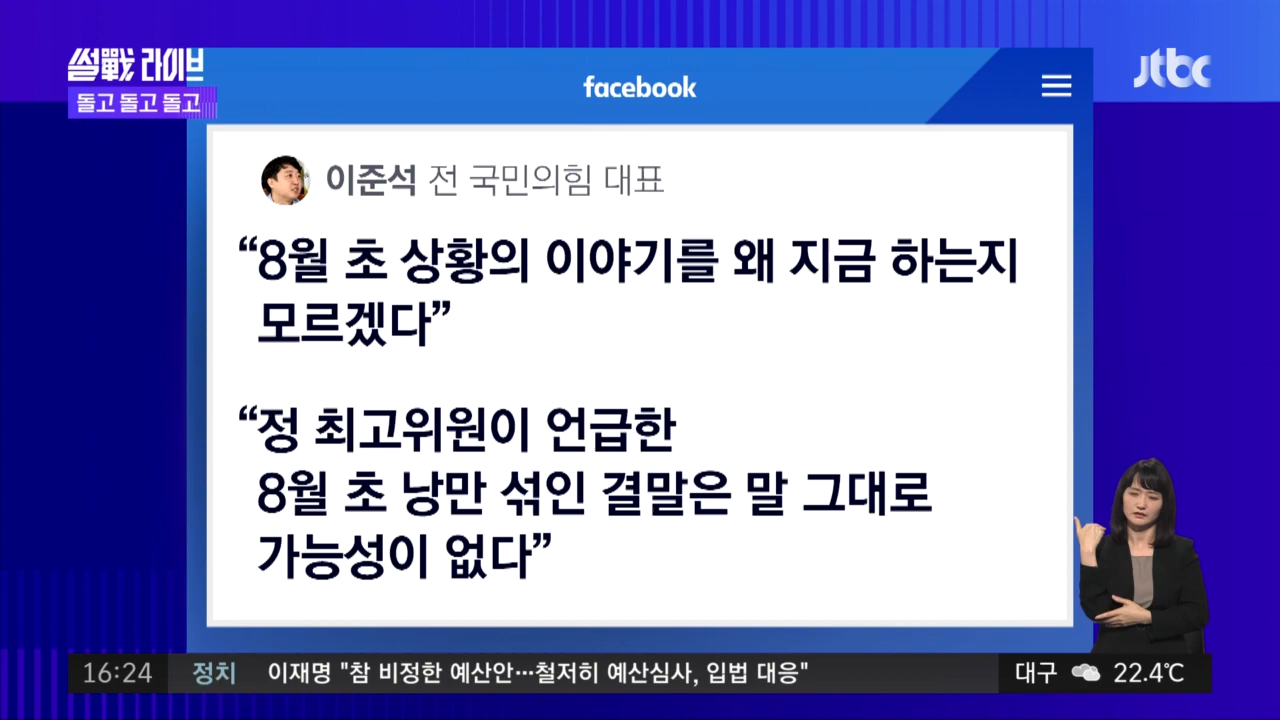 썰戰 라이브
돌고 돌고 돌고
facebook
jtbc
이준석 전 국민의힘 대표
“8월 초 상황의 이야기를 왜 지금 하는지
모르겠다”
“정 최고위원이 언급한
8월 초 낭만 섞인 결말은 말 그대로
가능성이 없다”
16:24 정치 이재명 "참 비정한 예산안…철저히 예산심사, 입법 대응" 대구 22.4℃